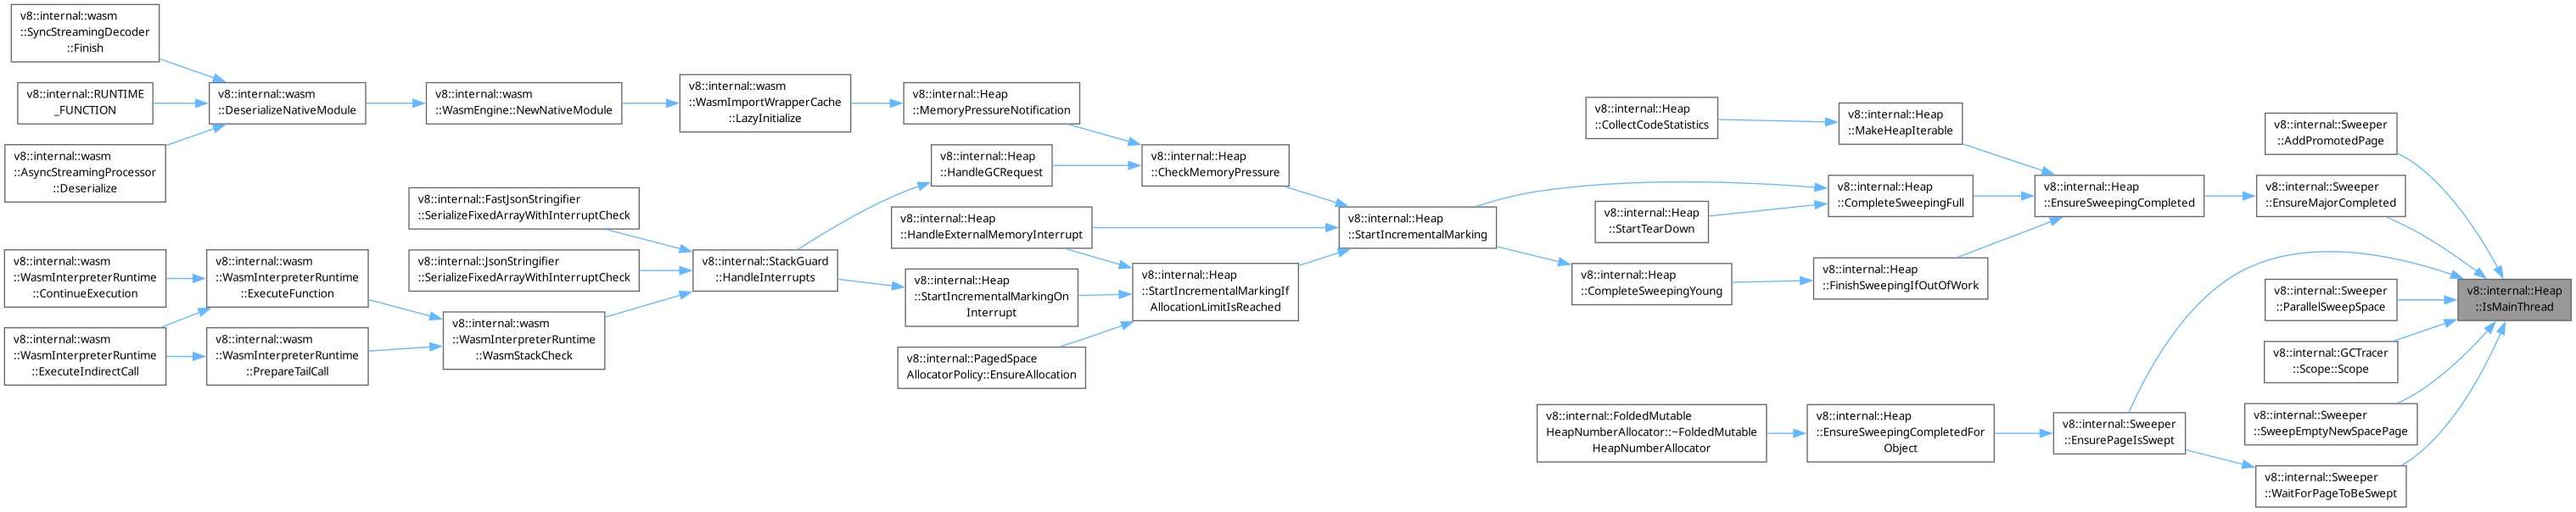 v8::internal::wasm
::SyncStreamingDecoder
::Finish
v8::internal::RUNTIME
_FUNCTION
v8::internal::wasm
::AsyncStreamingProcessor
::Deserialize
v8::internal::wasm
::WasmInterpreterRuntime
::ContinueExecution
v8::internal::wasm
::WasmInterpreterRuntime
::ExecuteIndirectCall
v8::internal::wasm
::DeserializeNativeModule
v8::internal::wasm
::WasmInterpreterRuntime
::ExecuteFunction
v8::internal::wasm
::WasmInterpreterRuntime
::PrepareTailCall
v8::internal::wasm
::WasmEngine::NewNativeModule
v8::internal::FastJsonStringifier
::SerializeFixedArrayWithInterruptCheck
v8::internal::JsonStringifier
::SerializeFixedArrayWithInterruptCheck
v8::internal::wasm
::WasmInterpreterRuntime
::WasmStackCheck
v8::internal::wasm
::WasmImportWrapperCache
::LazyInitialize
v8::internal::StackGuard
::HandleInterrupts
v8::internal::Heap
::MemoryPressureNotification
v8::internal::Heap
::HandleGCRequest
v8::internal::Heap
::HandleExternalMemoryInterrupt
v8::internal::Heap
::StartIncrementalMarkingOn
Interrupt
v8::internal::PagedSpace
AllocatorPolicy::EnsureAllocation
v8::internal::Heap
::CheckMemoryPressure
v8::internal::Heap
::StartIncrementalMarkingIf
AllocationLimitIsReached
v8::internal::Heap
::StartIncrementalMarking
v8::internal::Heap
::CollectCodeStatistics
v8::internal::Heap
::StartTearDown
v8::internal::Heap
::CompleteSweepingYoung
v8::internal::FoldedMutable
HeapNumberAllocator::~FoldedMutable
HeapNumberAllocator
v8::internal::Heap
::MakeHeapIterable
v8::internal::Heap
::CompleteSweepingFull
v8::internal::Heap
::FinishSweepingIfOutOfWork
v8::internal::Heap
::EnsureSweepingCompletedFor
Object
v8::internal::Heap
::EnsureSweepingCompleted
v8::internal::Sweeper
::EnsurePageIsSwept
v8::internal::Sweeper
::AddPromotedPage
v8::internal::Sweeper
::EnsureMajorCompleted
v8::internal::Sweeper
::ParallelSweepSpace
v8::internal::GCTracer
::Scope::Scope
v8::internal::Sweeper
::SweepEmptyNewSpacePage
v8::internal::Sweeper
::WaitForPageToBeSwept
v8::internal::Heap
::IsMainThread